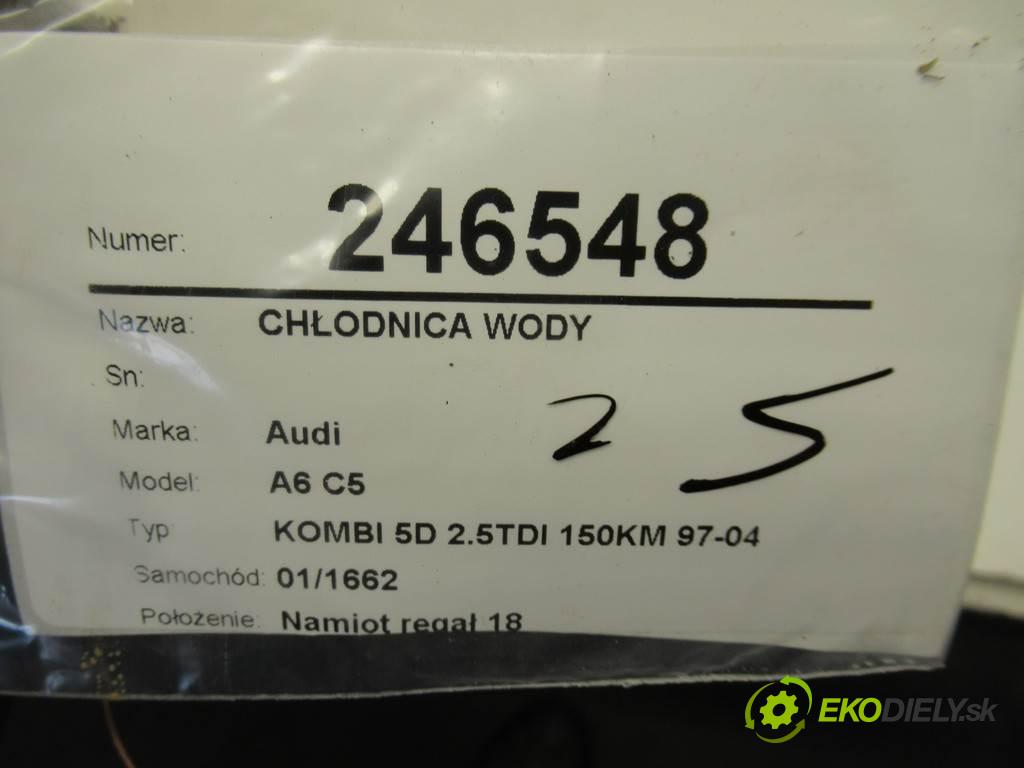 Numer: 246548
Nazwa: CHŁODNICA WODY
Sn:
Marka: Audi
2 5
Model: A6 C5
Typ KOMBI 5D 2.5TDI 150KM 97-04
Samochód: 01/1662
Położenie: Namiot regał 18
EKODIELY.sk